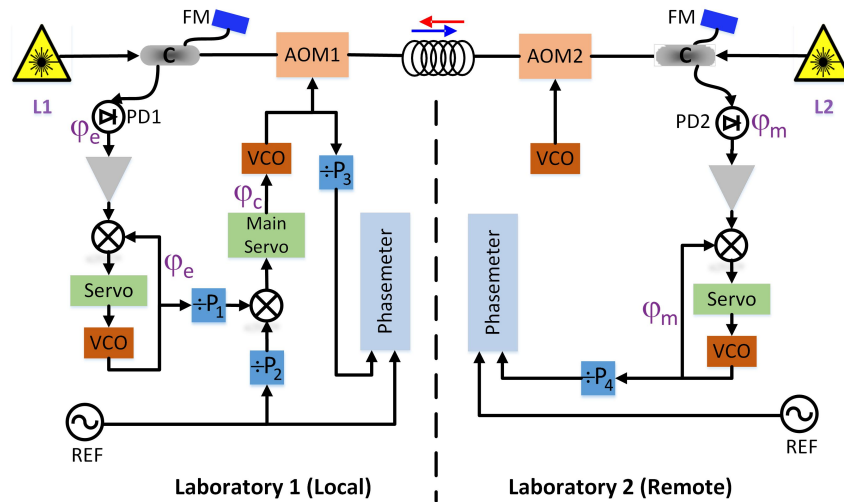 FM
FM
C
AOM1
AOM2
C
L1
L2
PD1
PD2
φe
φm
VCO
÷P3
VCO
φc
Main
Servo
φe
Phasemeter
Phasemeter
Servo
÷P1
Servo
φm
VCO
÷P2
VCO
÷P4
REF
REF
Laboratory 1 (Local)
Laboratory 2 (Remote)